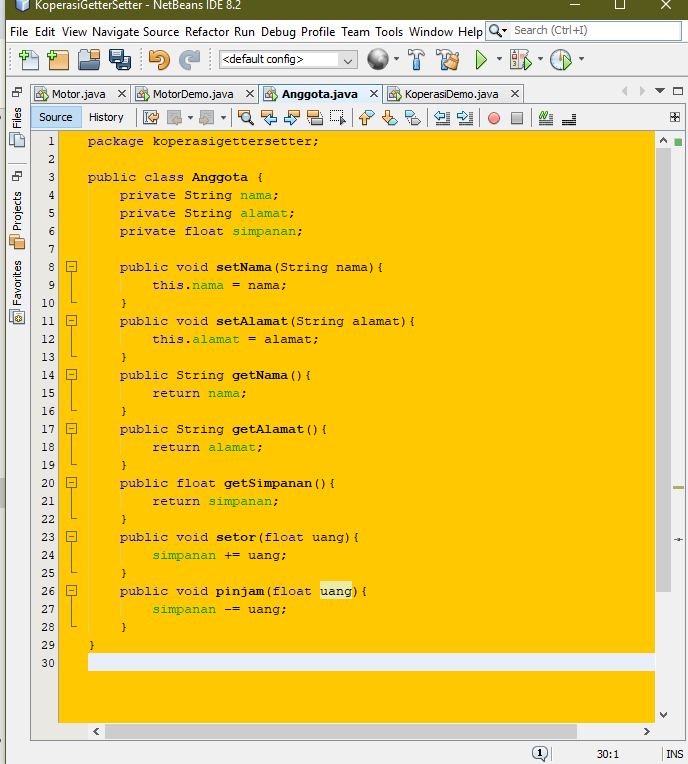 KoperasiGetterSetter - NetBeans IDE 8.2
File Edit View Navigate Source Refactor Run Debug Profile Team Tools Window Help Search (Ctrl+I)
<default config>
Motor.java MotorDemo.java Anggota.java KoperasiDemo.java
Source History
Files
Projects
Favorites
1 package koperasigettersetter;
2
3 public class Anggota {
4 private String nama;
5 private String alamat;
6 private float simpanan;
7
8 public void setNama(String nama){
9 this.nama = nama;
10 }
11 public void setAlamat(String alamat){
12 this.alamat = alamat;
13 }
14 public String getNama(){
15 return nama;
16 }
17 public String getAlamat(){
18 return alamat;
19 }
20 public float getSimpanan(){
21 return simpanan;
22 }
23 public void setor(float uang){
24 simpanan += uang;
25 }
26 public void pinjam(float uang){
27 simpanan -= uang;
28 }
29 }
30
1 30:1 INS